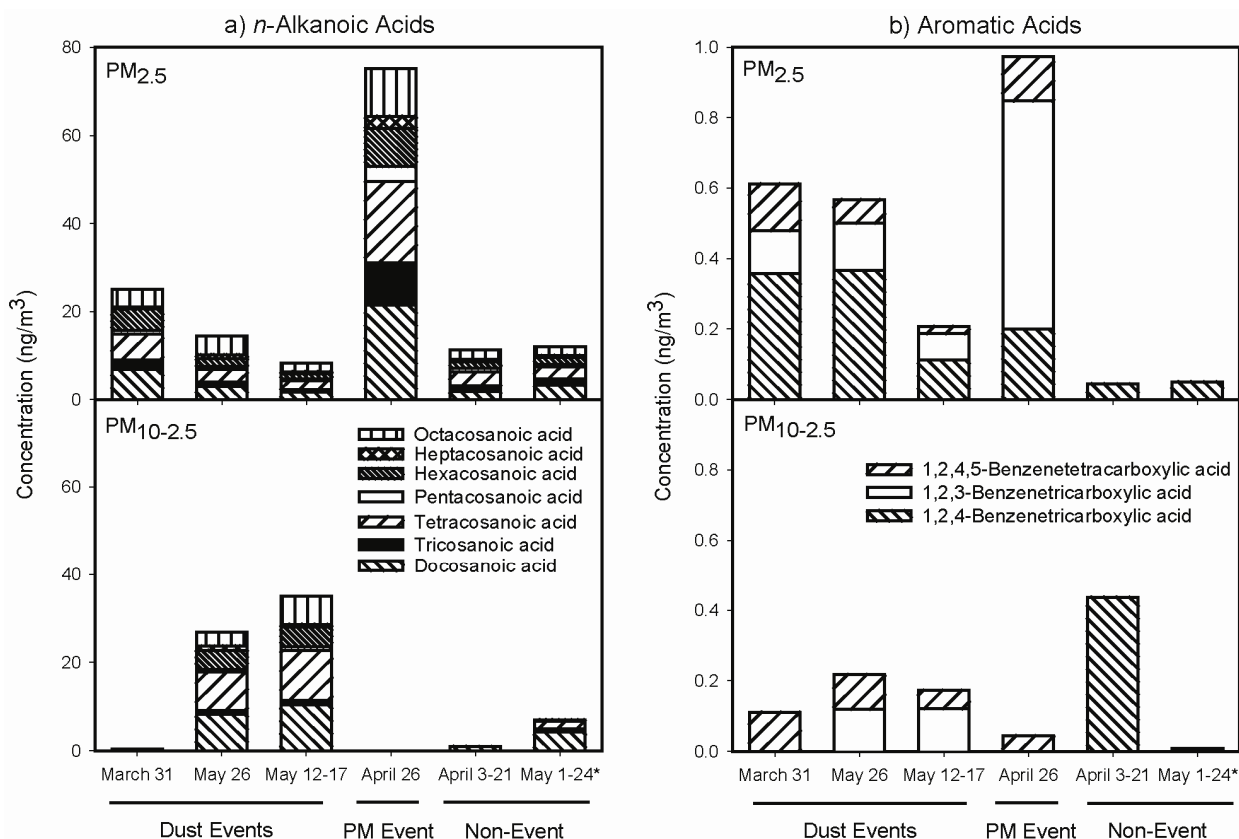 a) n-Alkanoic Acids
PM2.5
80
60
40
20
0
Concentration (ng/m3)
PM10-2.5
60
40
20
0
Octacosanoic acid
Heptacosanoic acid
Hexacosanoic acid
Pentacosanoic acid
Tetracosanoic acid
Tricosanoic acid
Docosanoic acid
March 31 May 26 May 12-17 April 26 April 3-21 May 1-24*
Dust Events PM Event Non-Event
b) Aromatic Acids
PM2.5
1.0
0.8
0.6
0.4
0.2
0.0
Concentration (ng/m3)
PM10-2.5
0.8
0.6
0.4
0.2
0.0
1,2,4,5-Benzenetetracarboxylic acid
1,2,3-Benzenetricarboxylic acid
1,2,4-Benzenetricarboxylic acid
March 31 May 26 May 12-17 April 26 April 3-21 May 1-24*
Dust Events PM Event Non-Event